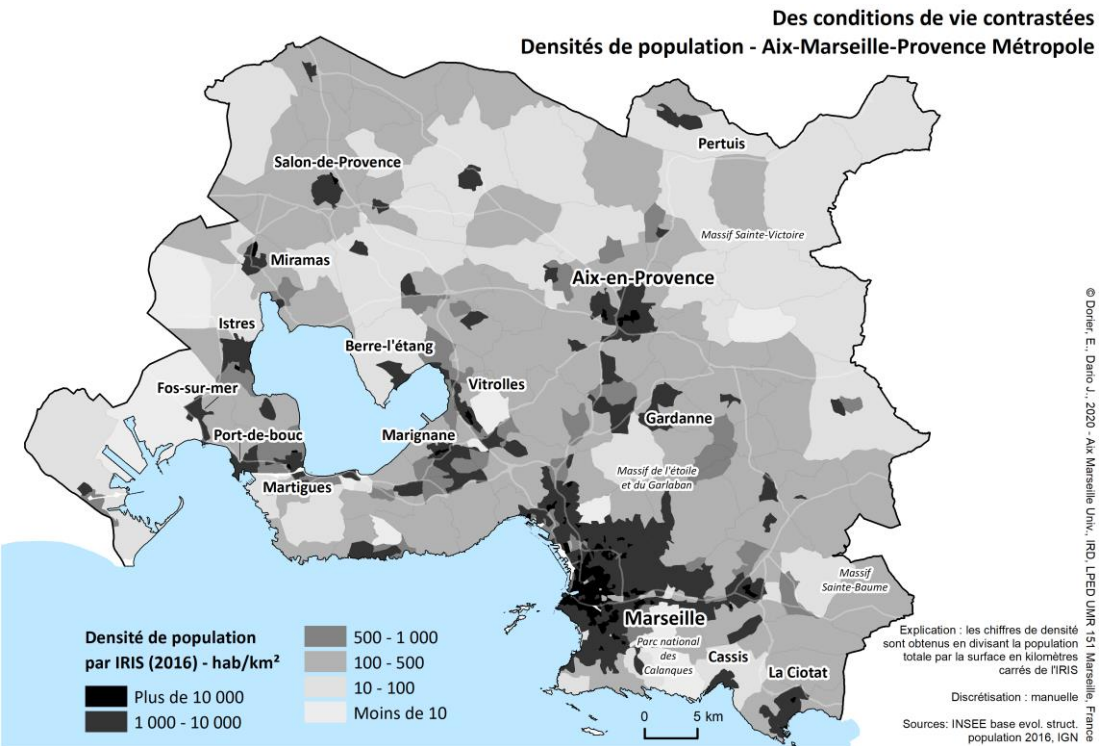 Des conditions de vie contrastées
Densités de population - Aix-Marseille-Provence Métropole
Pertuis
Salon-de-Provence
Massif Sainte-Victoire
Miramas
Aix-en-Provence
Istres
Berre-l'étang
Fos-sur-mer
Vitrolles
Gardanne
Port-de-bouc
Marignane
Massif de l'étoile
et du Garlaban
Martigues
Massif
Sainte-Baume
Marseille
Parc national
des
Calanques
Cassis
La Ciotat
Densité de population
par IRIS (2016) - hab/km²
Plus de 10 000
1 000 - 10 000
500 - 1 000
100 - 500
10 - 100
Moins de 10
0 5 km
Explication : les chiffres de densité
sont obtenus en divisant la population
totale par la surface en kilomètres
carrés de l'IRIS
Discrétisation : manuelle
Sources: INSEE base evol. struct.
population 2016, IGN
© Dorier, E., Dario J., 2020 - Aix Marseille Univ., IRD, LPED UMR 151 Marseille, France